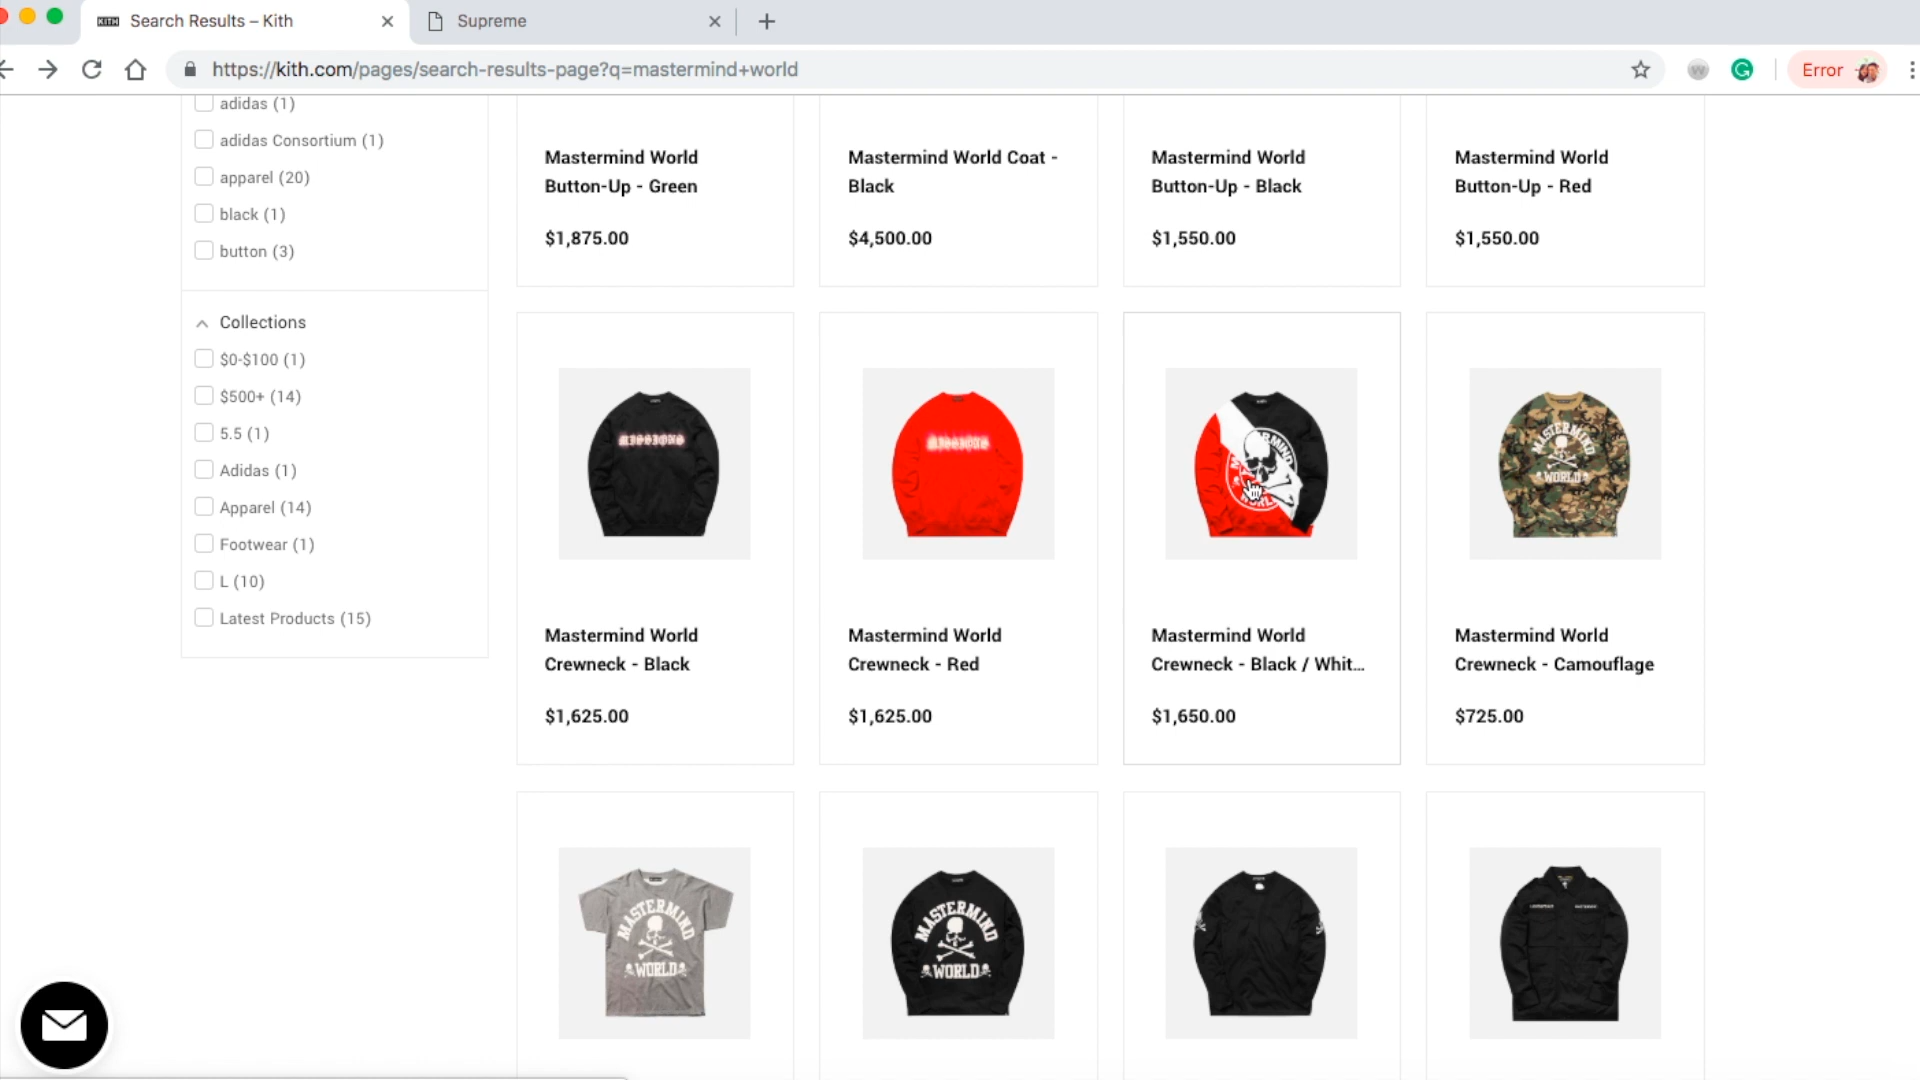 KITH Search Results – Kith
Supreme
https://kith.com/pages/search-results-page?q=mastermind+world
Error
adidas (1)
adidas Consortium (1)
apparel (20)
black (1)
button (3)
Collections
$0-$100 (1)
$500+ (14)
5.5 (1)
Adidas (1)
Apparel (14)
Footwear (1)
L (10)
Latest Products (15)
Mastermind World
Button-Up - Green
$1,875.00
Mastermind World Coat -
Black
$4,500.00
Mastermind World
Button-Up - Black
$1,550.00
Mastermind World
Button-Up - Red
$1,550.00
MISSIONS
Mastermind World
Crewneck - Black
$1,625.00
MISSIONS
Mastermind World
Crewneck - Red
$1,625.00
Mastermind World
Crewneck - Black / Whit...
$1,650.00
MASTERMIND
WORLD
Mastermind World
Crewneck - Camouflage
$725.00
MASTERMIND
WORLD
MASTERMIND
WORLD